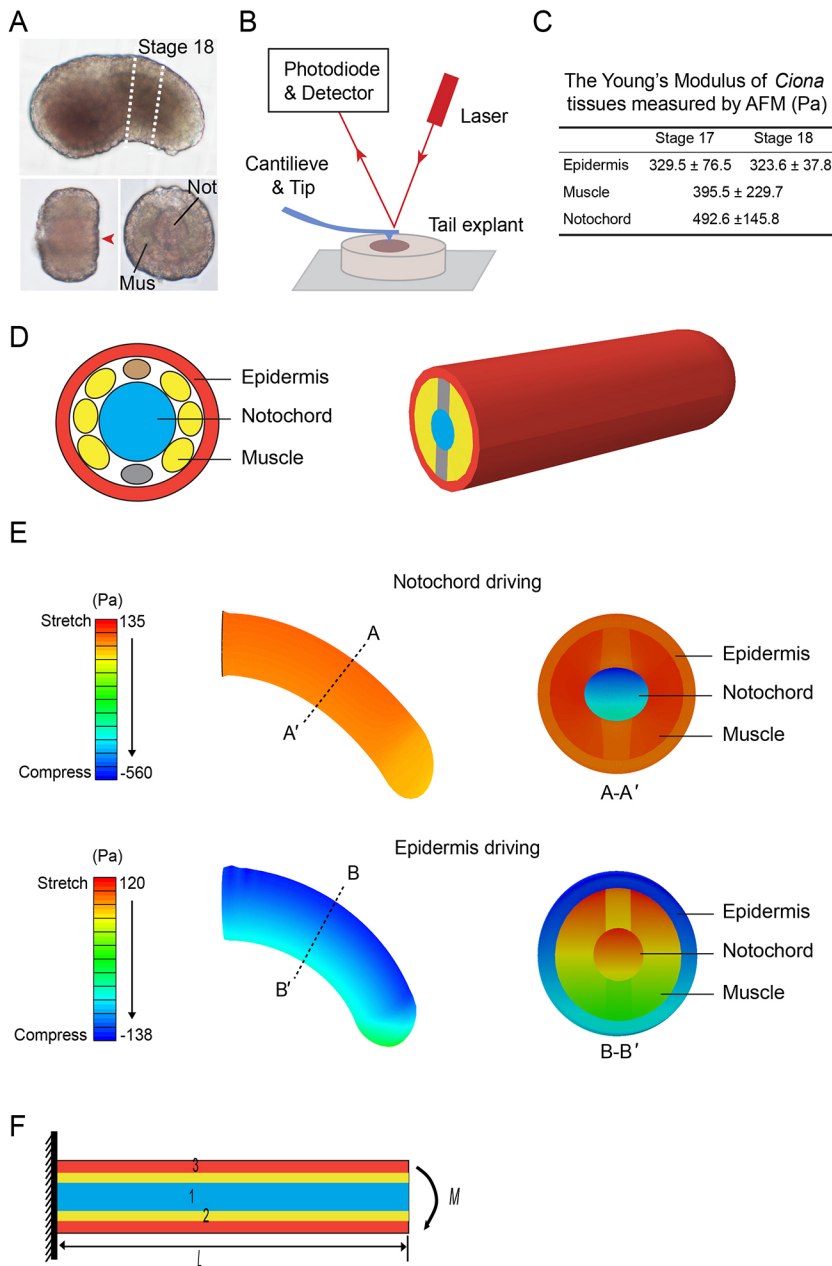 A
Stage 18
Not
Mus
B
Photodiode
& Detector
Laser
Cantilieve
& Tip
Tail explant
C
The Young's Modulus of Ciona
tissues measured by AFM (Pa)
Stage 17 Stage 18
Epidermis 329.5 ± 76.5 323.6 ± 37.8
Muscle 395.5 ± 229.7
Notochord 492.6 ±145.8
D
Epidermis
Notochord
Muscle
E
Notochord driving
(Pa)
Stretch 135
Compress -560
A
A'
Epidermis
Notochord
Muscle
A-A'
Epidermis driving
(Pa)
Stretch 120
Compress -138
B
B'
Epidermis
Notochord
Muscle
B-B'
F
3
1
2
M
L